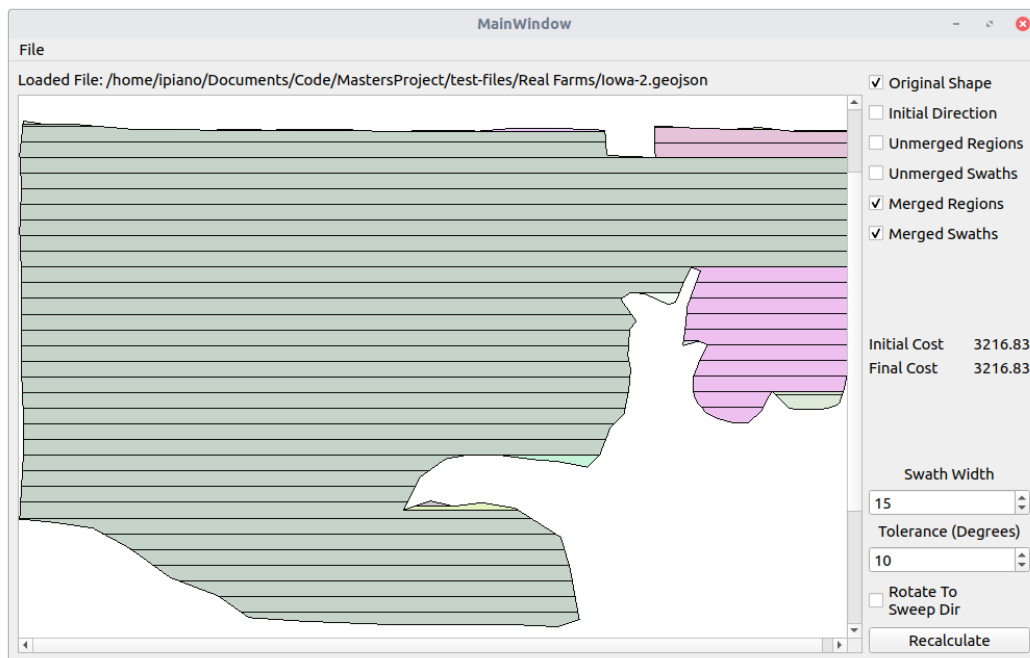 MainWindow
File
Loaded File: /home/ipiano/Documents/Code/MastersProject/test-files/Real Farms/Iowa-2.geojson
Original Shape
Initial Direction
Unmerged Regions
Unmerged Swaths
Merged Regions
Merged Swaths
Initial Cost 3216.83
Final Cost 3216.83
Swath Width
15
Tolerance (Degrees)
10
Rotate To
Sweep Dir
Recalculate